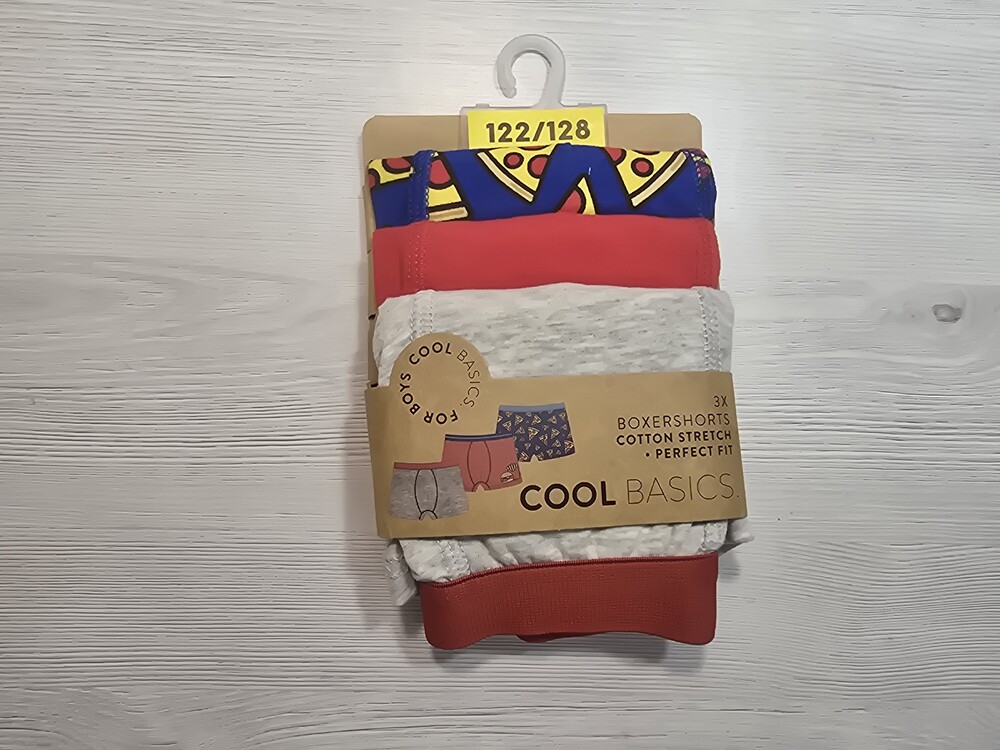 122/128
COOL BASICS.
FOR BOYS
3X
BOXERSHORTS
COTTON STRETCH
• PERFECT FIT
COOL BASICS.